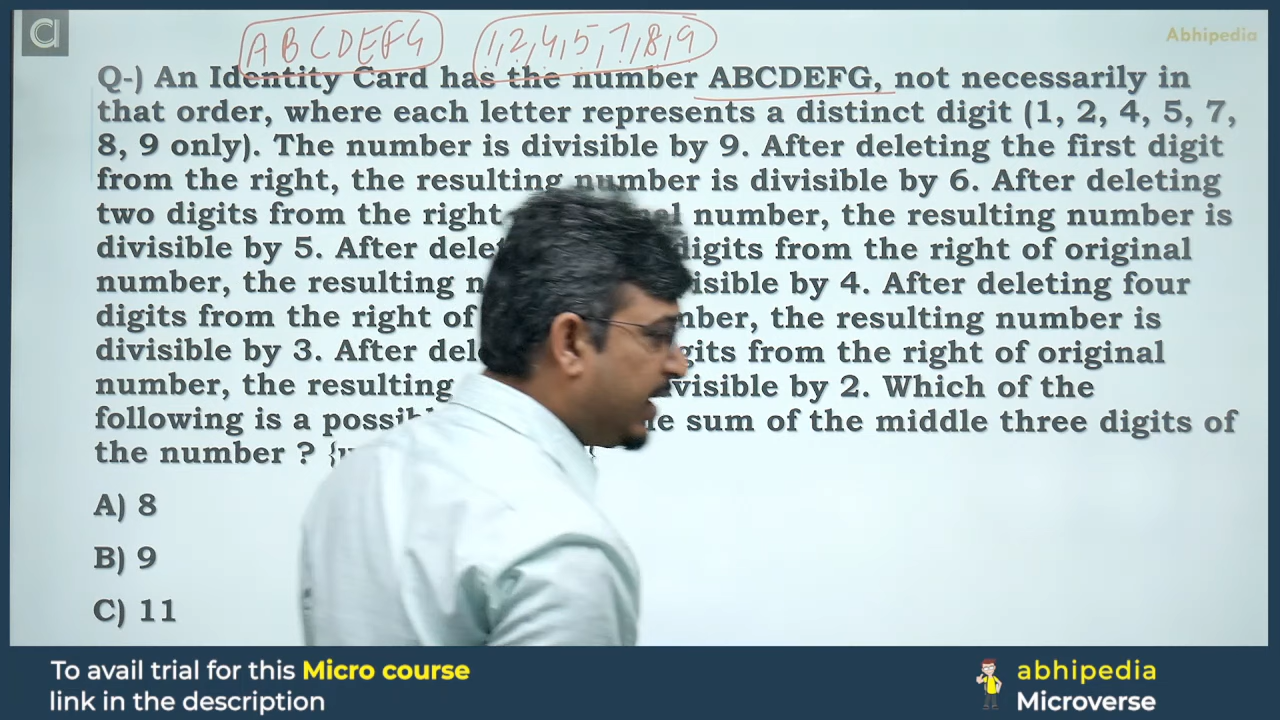 ABCDEFG 1,2,4,5,7,8,9
Abhipedia
Q-) An Identity Card has the number ABCDEFG, not necessarily in
that order, where each letter represents a distinct digit (1, 2, 4, 5, 7,
8, 9 only). The number is divisible by 9. After deleting the first digit
from the right, the resulting number is divisible by 6. After deleting
two digits from the right number, the resulting number is
divisible by 5. After digits from the right of original
number, the resulting by 4. After deleting four
digits from the right of the resulting number is
divisible by 3. After from the right of original
number, the resulting by 2. Which of the
following is a sum of the middle three digits of
the number ?
A) 8
B) 9
C) 11
To avail trial for this Micro course
link in the description
abhipedia
Microverse